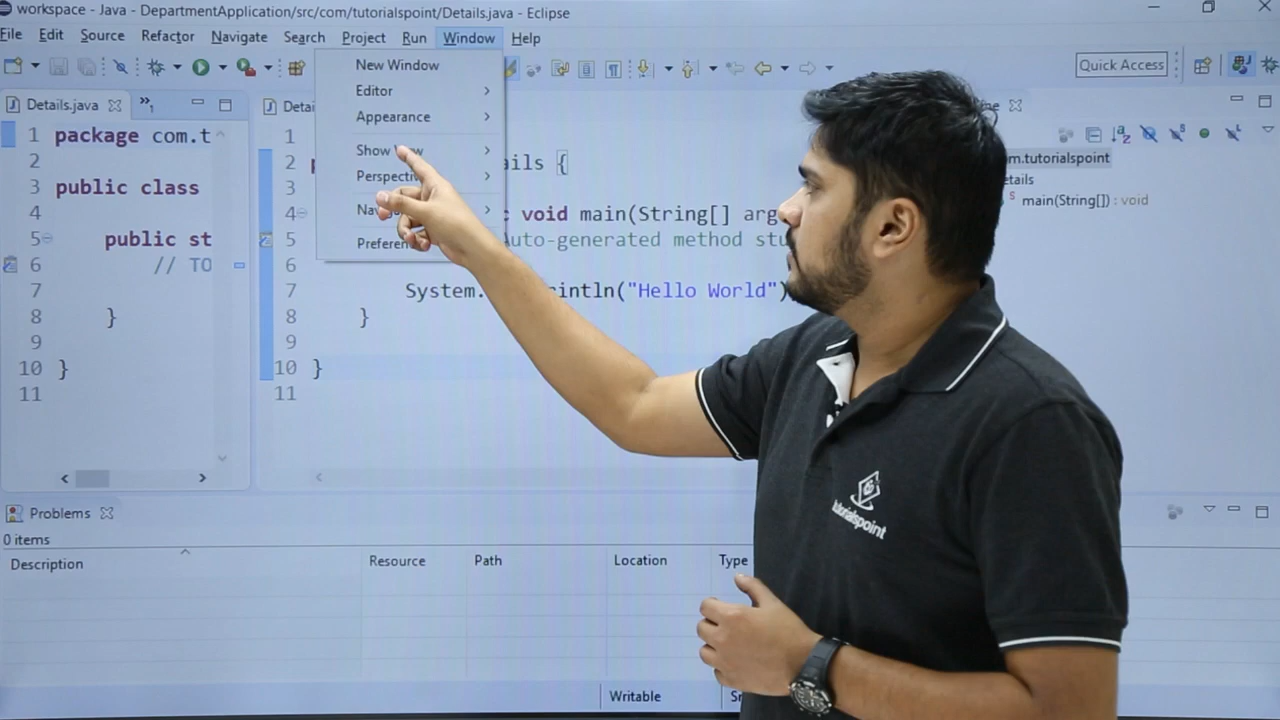 workspace - Java - DepartmentApplication/src/com/tutorialspoint/Details.java - Eclipse
File Edit Source Refactor Navigate Search Project Run Window Help
Quick Access
New Window
Editor
Appearance
Show
Details.java
1
1 package com.t
2
3 public class
4
5 public st
6 // TO
7
8 }
9
10 }
11
1
2 {
3
4 void main(String[] arg
5 Auto-generated method stu
6
7 System. println("Hello World")
8 }
9
10 }
11
m.tutorialspoint
etails
S main(String[]) : void
tutorialspoint
Problems
0 items
Description Resource Path Location Type
Writable